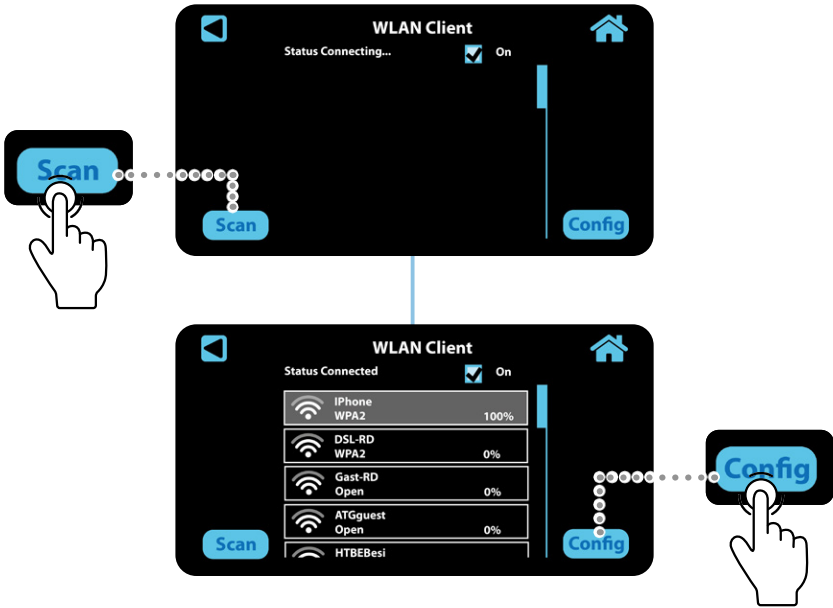 WLAN Client
Status Connecting...
On
Scan
Scan
Config
WLAN Client
Status Connected
On
IPhone
WPA2 100%
DSL-RD
WPA2 0%
Gast-RD
Open 0%
ATGguest
Open 0%
HTBEBesi
Scan
Config
Config